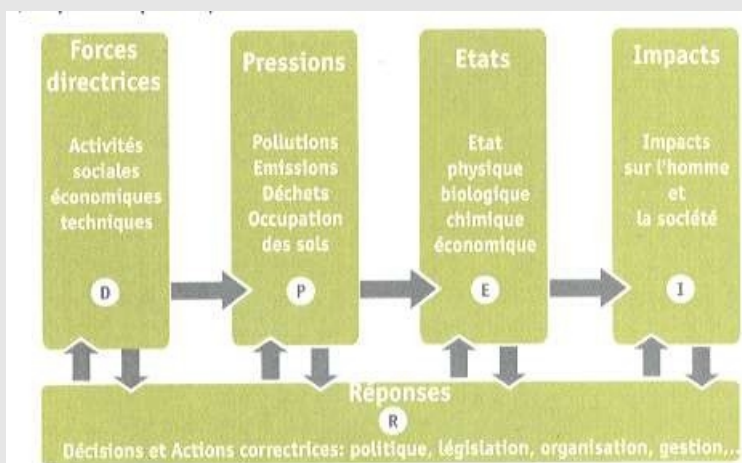 Forces
directrices
Activités
sociales
économiques
techniques
D
Pressions
Pollutions
Emissions
Déchets
Occupation
des sols
P
Etats
Etat
physique
biologique
chimique
économique
E
Impacts
Impacts
sur l'homme
et
la société
I
Réponses
R
Décisions et Actions correctrices: politique, législation, organisation, gestion,...